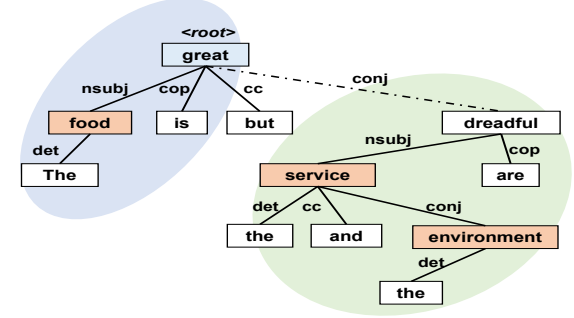 <root>
great
conj
nsubj cop cc
food is but dreadful
nsubj
det cop
The service are
det cc conj
the and environment
det
the